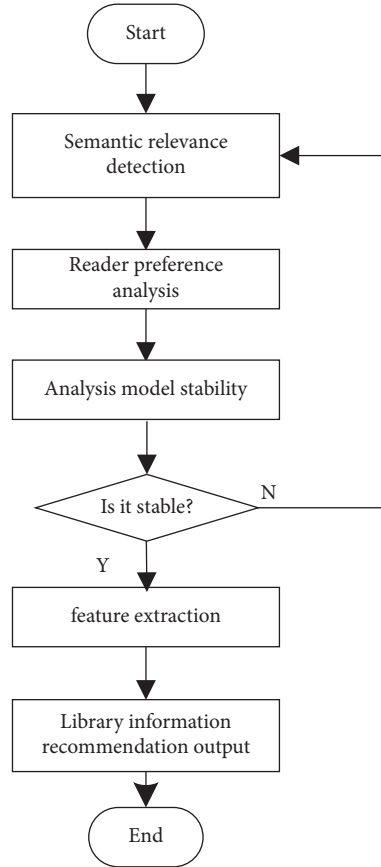 Start
Semantic relevance
detection
Reader preference
analysis
Analysis model stability
Is it stable?
N
Y
feature extraction
Library information
recommendation output
End